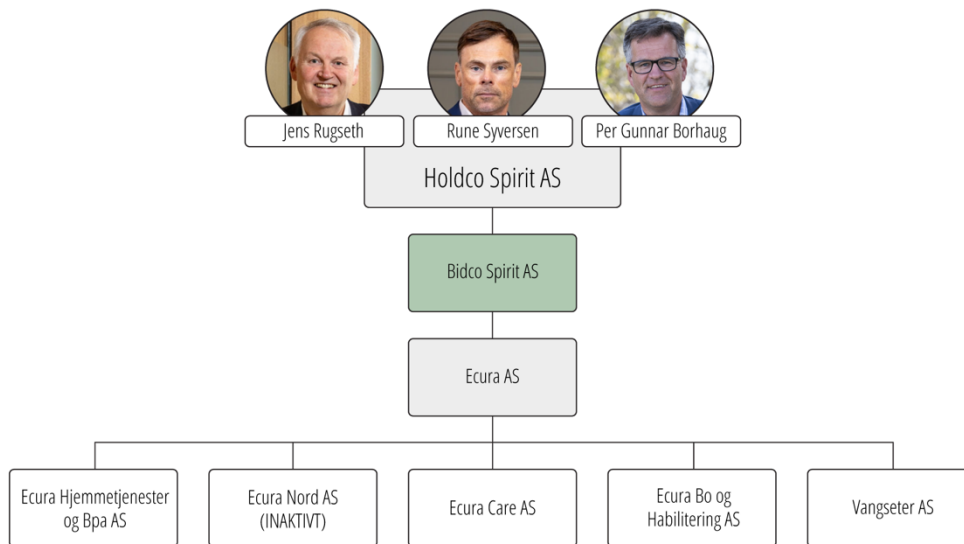 Jens Rugseth
Rune Syversen
Per Gunnar Borhaug
Holdco Spirit AS
Bidco Spirit AS
Ecura AS
Ecura Hjemmetjenester
og Bpa AS
Ecura Nord AS
(INAKTIVT)
Ecura Care AS
Ecura Bo og
Habilitering AS
Vangseter AS